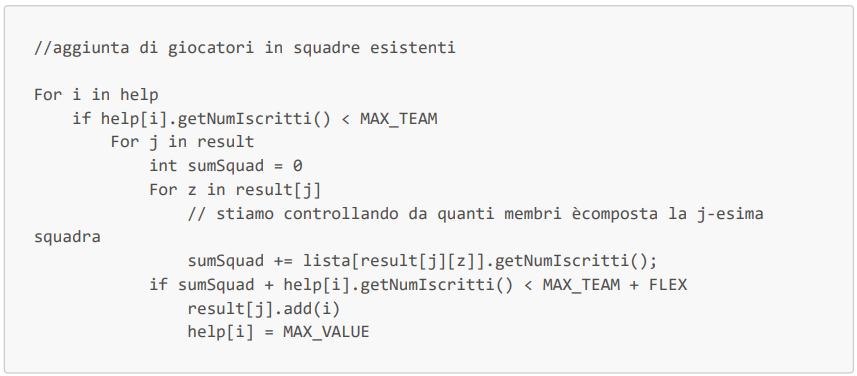 //aggiunta di giocatori in squadre esistenti
For i in help
if help[i].getNumIscritti() < MAX_TEAM
For j in result
int sumSquad = 0
For z in result[j]
// stiamo controllando da quanti membri ècomposta la j-esima
squadra
sumSquad += lista[result[j][z]].getNumIscritti();
if sumSquad + help[i].getNumIscritti() < MAX_TEAM + FLEX
result[j].add(i)
help[i] = MAX_VALUE